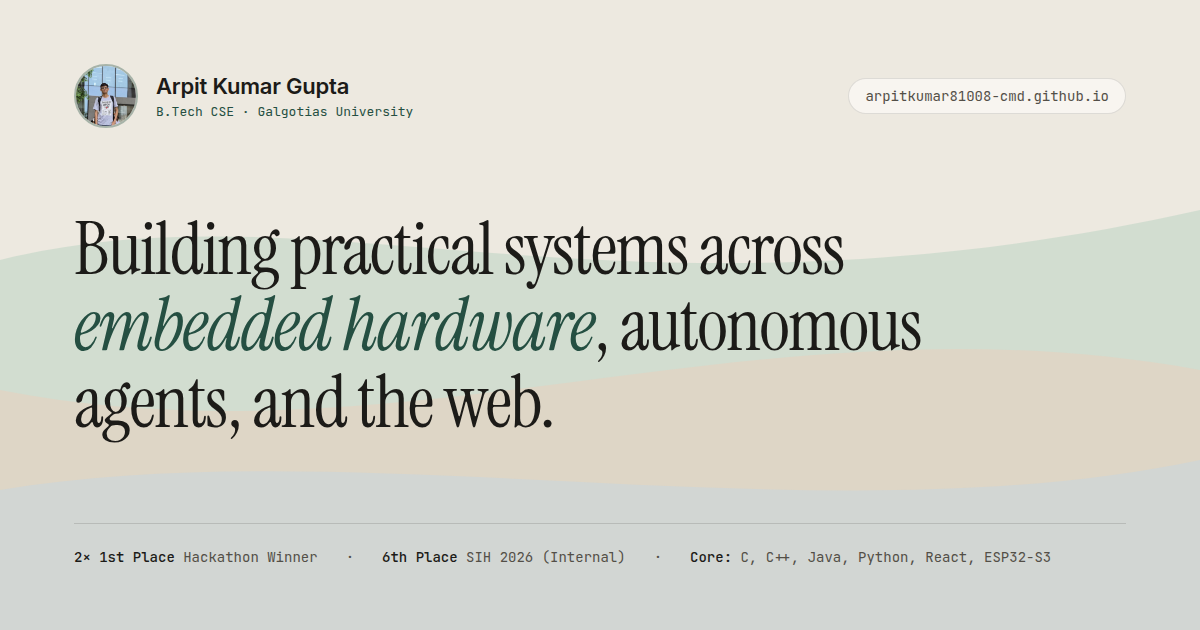 Arpit Kumar Gupta
B.Tech CSE · Galgotias University
arpitkumar81008-cmd.github.io
Building practical systems across
embedded hardware, autonomous
agents, and the web.
2× 1st Place Hackathon Winner · 6th Place SIH 2026 (Internal) · Core: C, C++, Java, Python, React, ESP32-S3